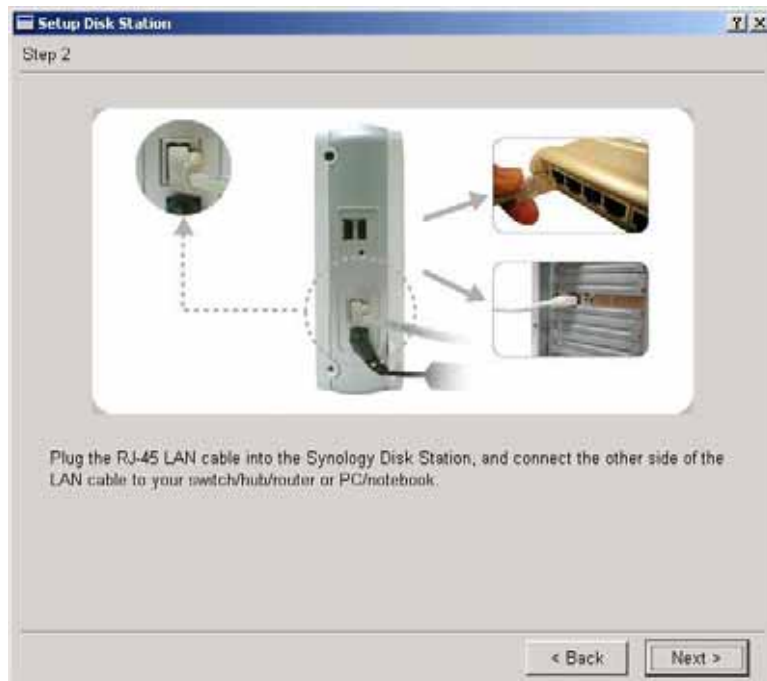 Setup Disk Station
Step 2
Plug the RJ-45 LAN cable into the Synology Disk Station, and connect the other side of the
LAN cable to your switch/hub/router or PC/notebook.
< Back
Next >